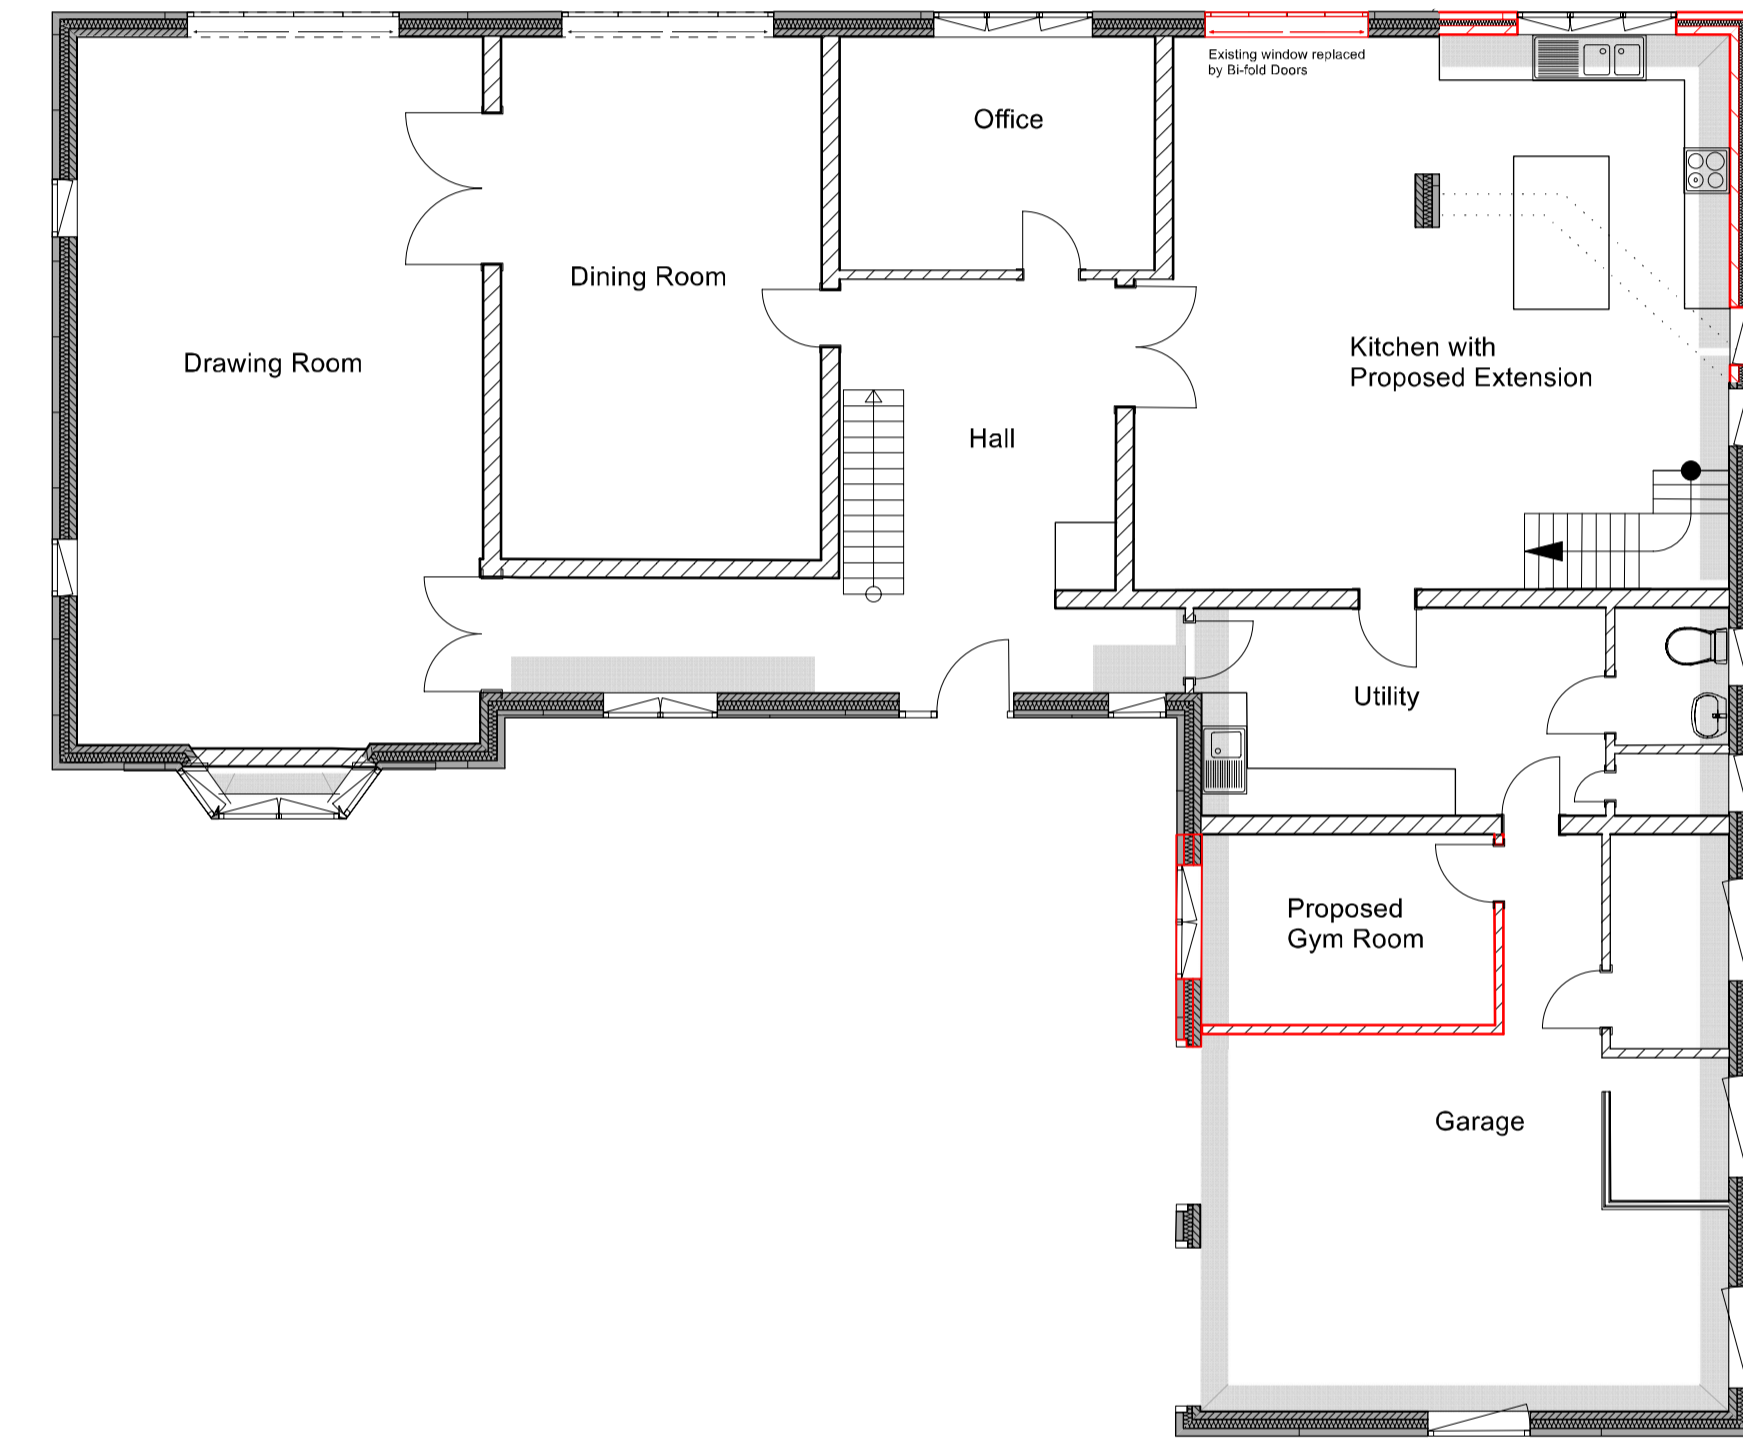 Existing window replaced
by Bi-fold Doors
Office
Dining Room
Drawing Room
Kitchen with
Proposed Extension
Hall
Utility
Proposed
Gym Room
Garage